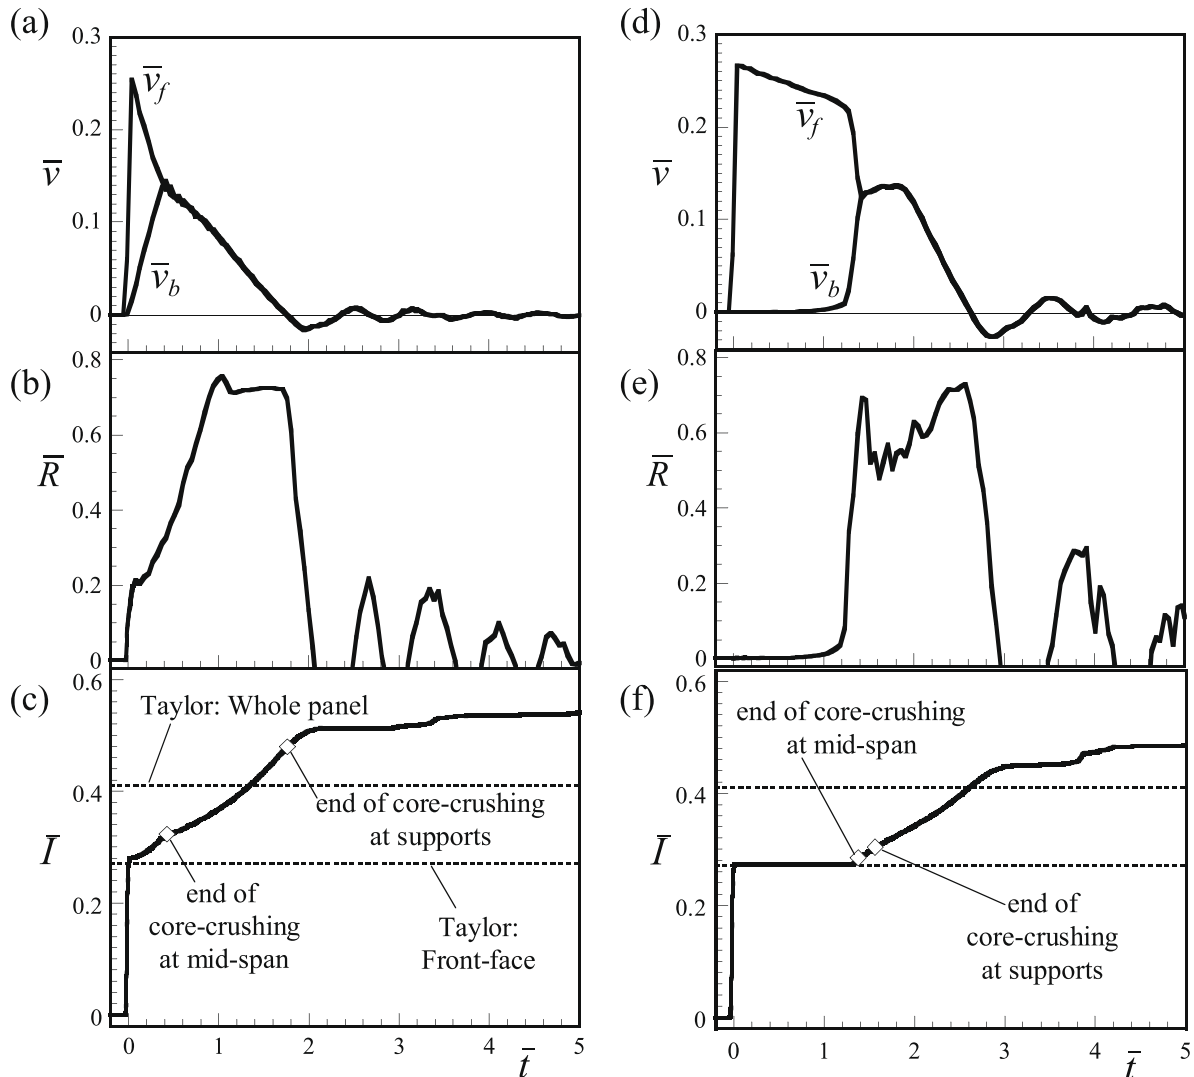 (a)
0.3
0.2
0.1
0
v̅
v̅f
v̅b
(b)
0.8
0.6
0.4
0.2
0
R̅
(c)
0.6
0.4
0.2
0
I̅
Taylor: Whole panel
end of core-crushing
at supports
end of
core-crushing
at mid-span
Taylor:
Front-face
0 1 2 3 4 5
t̅
(d)
0.3
0.2
0.1
0
v̅
v̅f
v̅b
(e)
0.8
0.6
0.4
0.2
0
R̅
(f)
0.6
0.4
0.2
0
I̅
end of core-crushing
at mid-span
end of
core-crushing
at supports
0 1 2 3 4 5
t̅